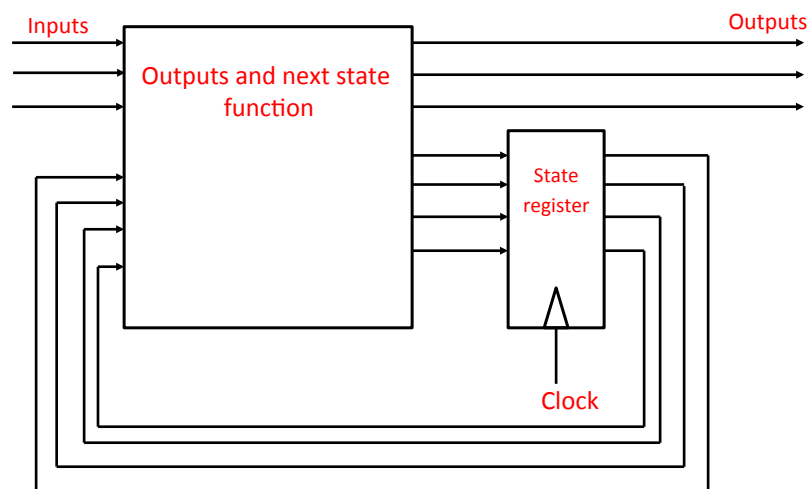 Inputs
Outputs
Outputs and next state
function
State
register
Clock